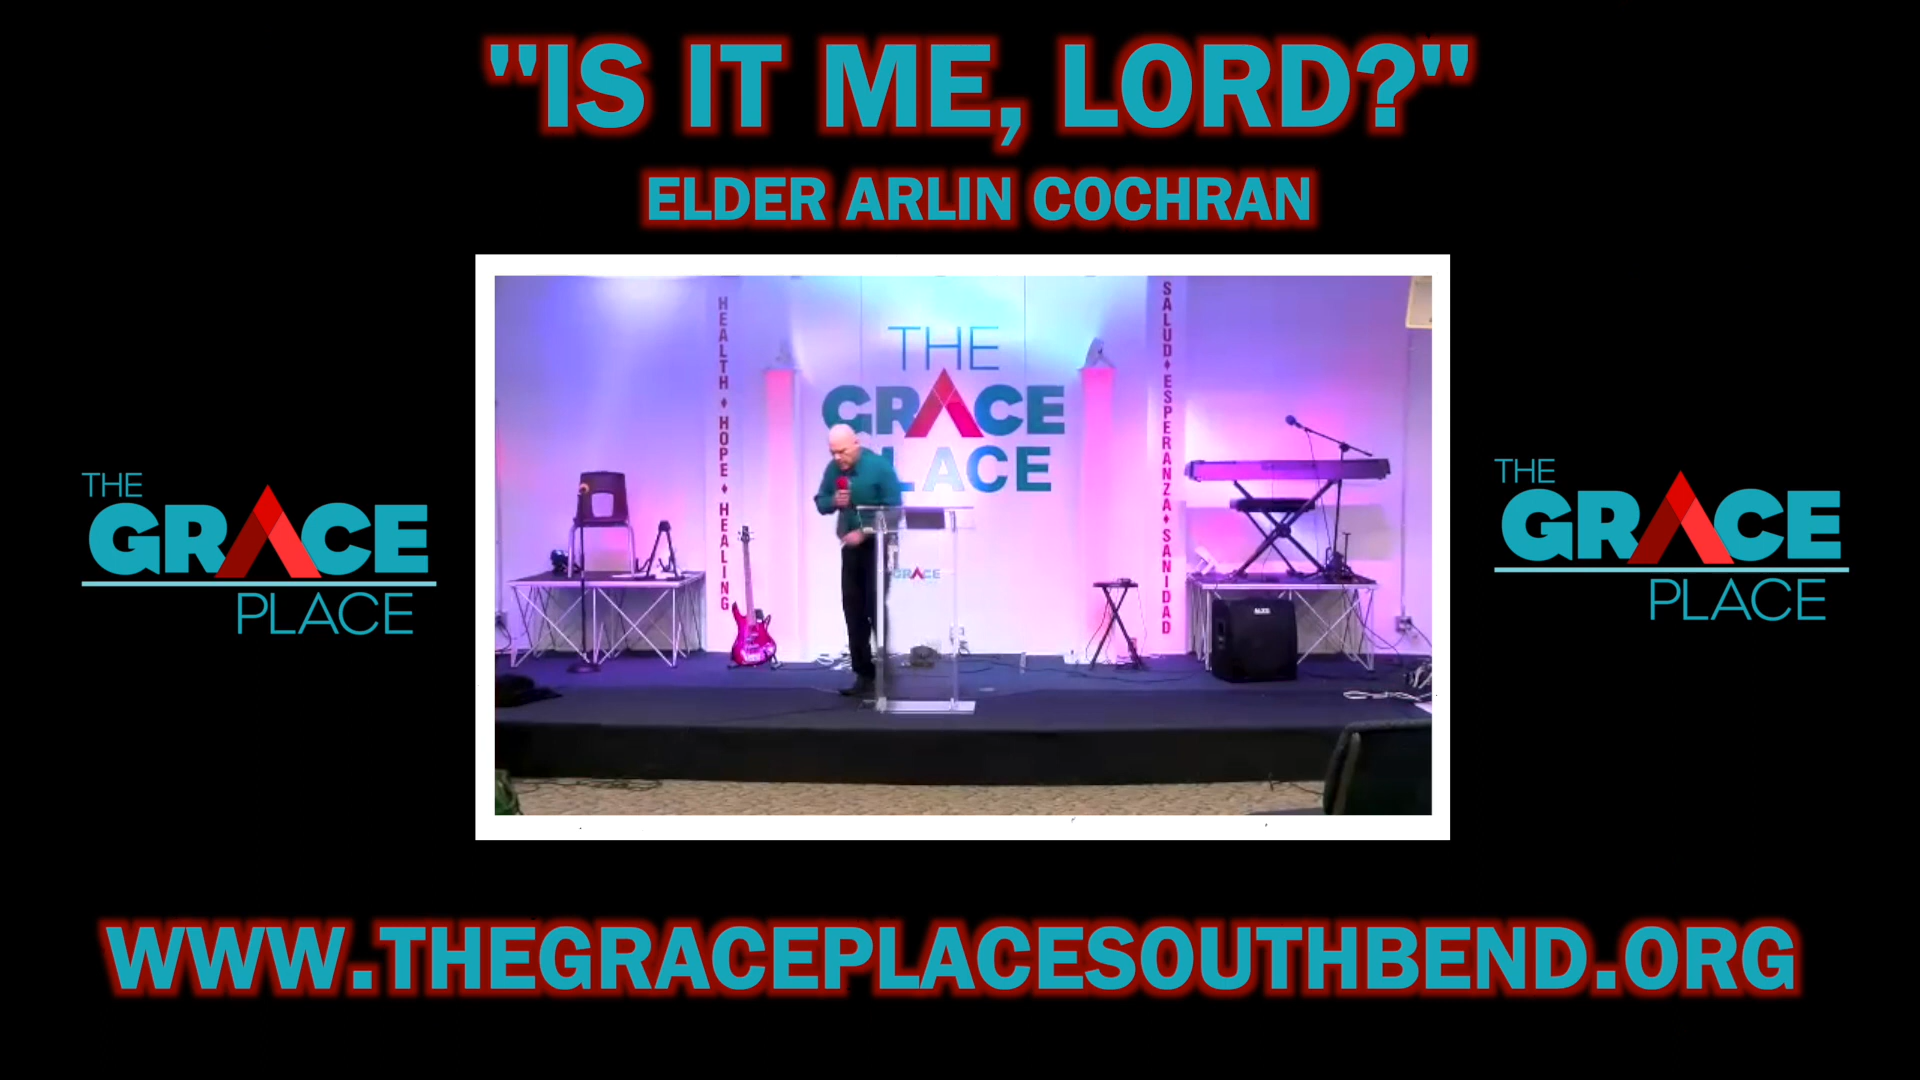 "IS IT ME, LORD?"
ELDER ARLIN COCHRAN
THE
GRACE
PLACE
HEALTH ♦ HOPE ♦ HEALING
THE
GRACE
PLACE
SALUD ♦ ESPERANZA ♦ SANIDAD
GRACE
THE
GRACE
PLACE
WWW.THEGRACEPLACESOUTHBEND.ORG